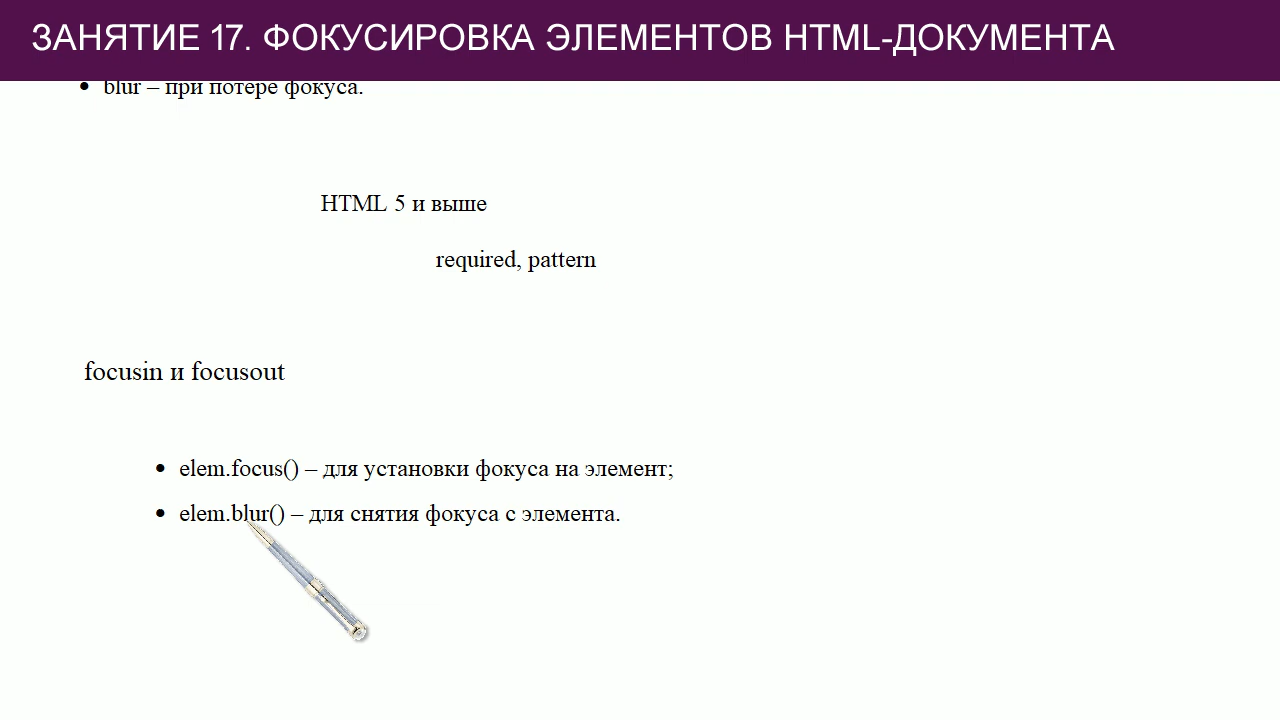 ЗАНЯТИЕ 17. ФОКУСИРОВКА ЭЛЕМЕНТОВ HTML-ДОКУМЕНТА
• blur – при потере фокуса.
HTML 5 и выше
required, pattern
focusin и focusout
• elem.focus() – для установки фокуса на элемент;
• elem.blur() – для снятия фокуса с элемента.